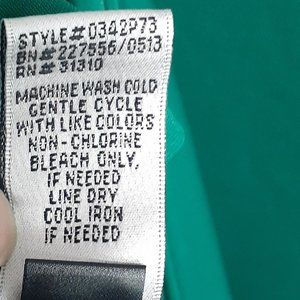 STYLE# 0342P73
BN# 227556/0513
RN# 31310
MACHINE WASH COLD
GENTLE CYCLE
WITH LIKE COLORS
NON-CHLORINE
BLEACH ONLY,
IF NEEDED
LINE DRY
COOL IRON
IF NEEDED